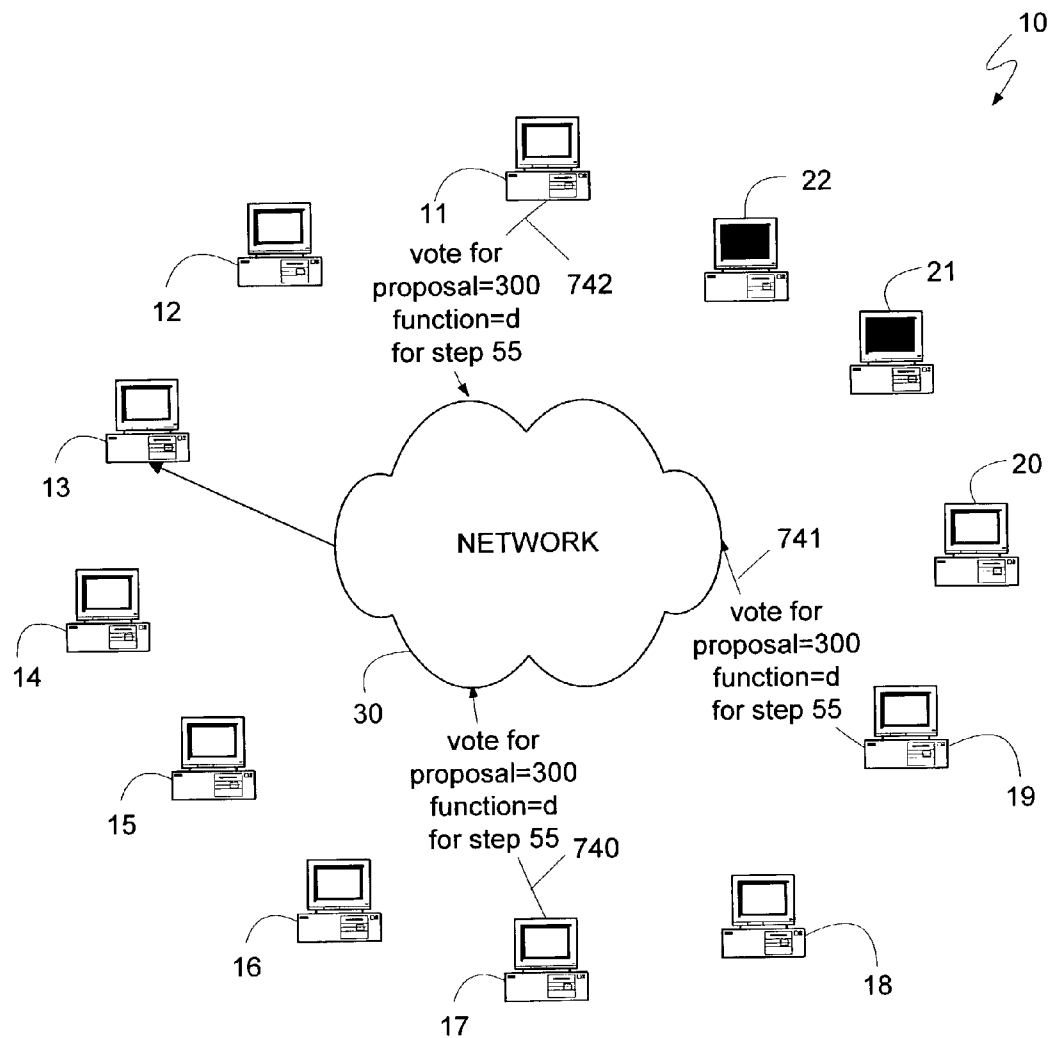 10
11
22
12
vote for
proposal=300
function=d
for step 55
742
21
13
20
NETWORK
741
vote for
proposal=300
function=d
for step 55
14
30
vote for
proposal=300
function=d
for step 55
19
15
740
16
18
17